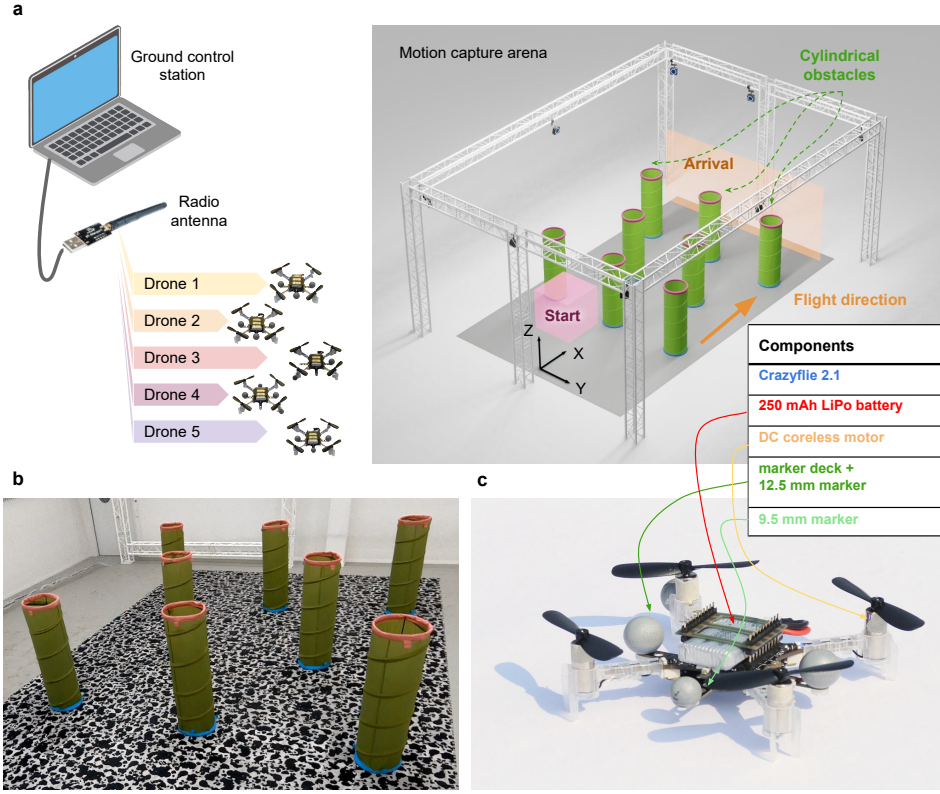 a
Ground control
station
Radio
antenna
Drone 1
Drone 2
Drone 3
Drone 4
Drone 5
Motion capture arena
Cylindrical
obstacles
Arrival
Start
Flight direction
Z
X
Y
Components
Crazyflie 2.1
250 mAh LiPo battery
DC coreless motor
marker deck +
12.5 mm marker
9.5 mm marker
b
c